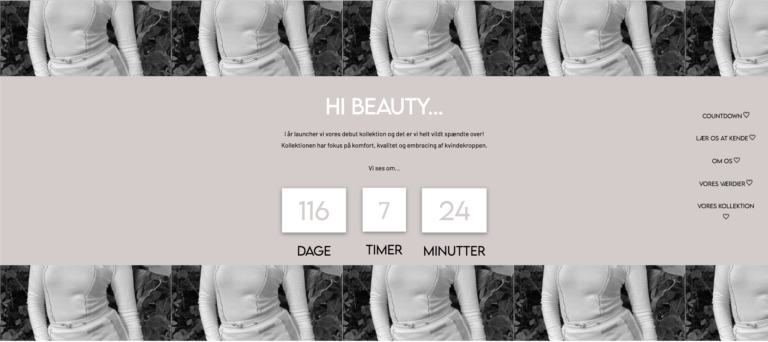 HI BEAUTY...
I år launcher vi vores debut kollektion og det er vi helt vildt spændte over!
Kollektionen har fokus på komfort, kvalitet og embracing af kvindekroppen.
Vi ses om...
116 7 24
DAGE TIMER MINUTTER
COUNTDOWN ♡
LÆR OS AT KENDE ♡
OM OS ♡
VORES VÆRDIER ♡
VORES KOLLEKTION
♡